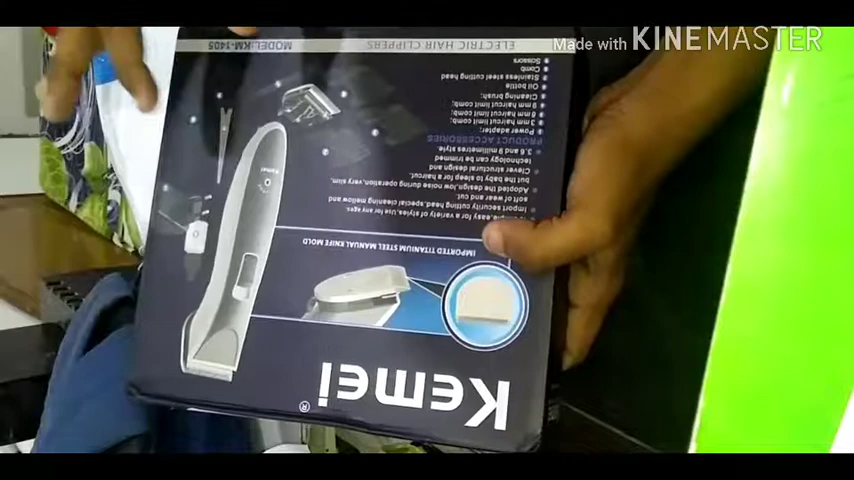 Made with KINEMASTER
Kemei®
IMPORTED TITANIUM STEEL MANUAL KNIFE MOLD
simple,easy for a variety of styles,Use for any ages
Import security cutting head,special cleaning mellow and
soft of wear and cut.
Adopted the design,low noise during operation,very slim,
but the baby to sleep for a haircut.
Clever structural design and
technology can be trimmed
3.6 and 9 millimetres style.
PRODUCT ACCESSORIES
Power adapter;
3 mm haircut limit comb;
6 mm haircut limit comb;
9 mm haircut limit comb;
Cleaning brush;
Oil bottle
Stainless steel cutting head
Comb
Scissors
ELECTRIC HAIR CLIPPERS
MODEL:KM-1405
Kemei